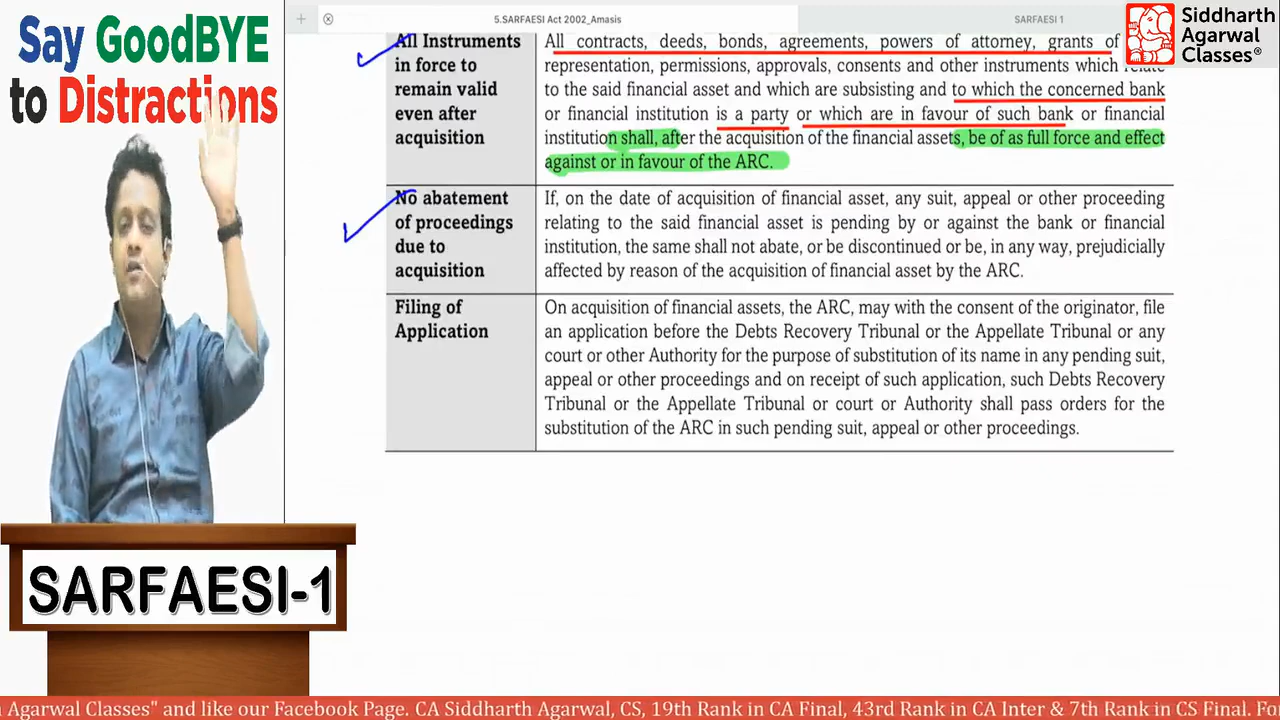 5.SARFAESI Act 2002_Amasis
SARFAESI 1
Siddharth
Agarwal
Classes®
Say GoodBYE
to Distractions
All Instruments
in force to
remain valid
even after
acquisition
All contracts, deeds, bonds, agreements, powers of attorney, grants of
representation, permissions, approvals, consents and other instruments which relate
to the said financial asset and which are subsisting and to which the concerned bank
or financial institution is a party or which are in favour of such bank or financial
institution shall, after the acquisition of the financial assets, be of as full force and effect
against or in favour of the ARC.
No abatement
of proceedings
due to
acquisition
If, on the date of acquisition of financial asset, any suit, appeal or other proceeding
relating to the said financial asset is pending by or against the bank or financial
institution, the same shall not abate, or be discontinued or be, in any way, prejudicially
affected by reason of the acquisition of financial asset by the ARC.
Filing of
Application
On acquisition of financial assets, the ARC, may with the consent of the originator, file
an application before the Debts Recovery Tribunal or the Appellate Tribunal or any
court or other Authority for the purpose of substitution of its name in any pending suit,
appeal or other proceedings and on receipt of such application, such Debts Recovery
Tribunal or the Appellate Tribunal or court or Authority shall pass orders for the
substitution of the ARC in such pending suit, appeal or other proceedings.
SARFAESI-1
Agarwal Classes" and like our Facebook Page. CA Siddharth Agarwal, CS, 19th Rank in CA Final, 43rd Rank in CA Inter & 7th Rank in CS Final. Fo